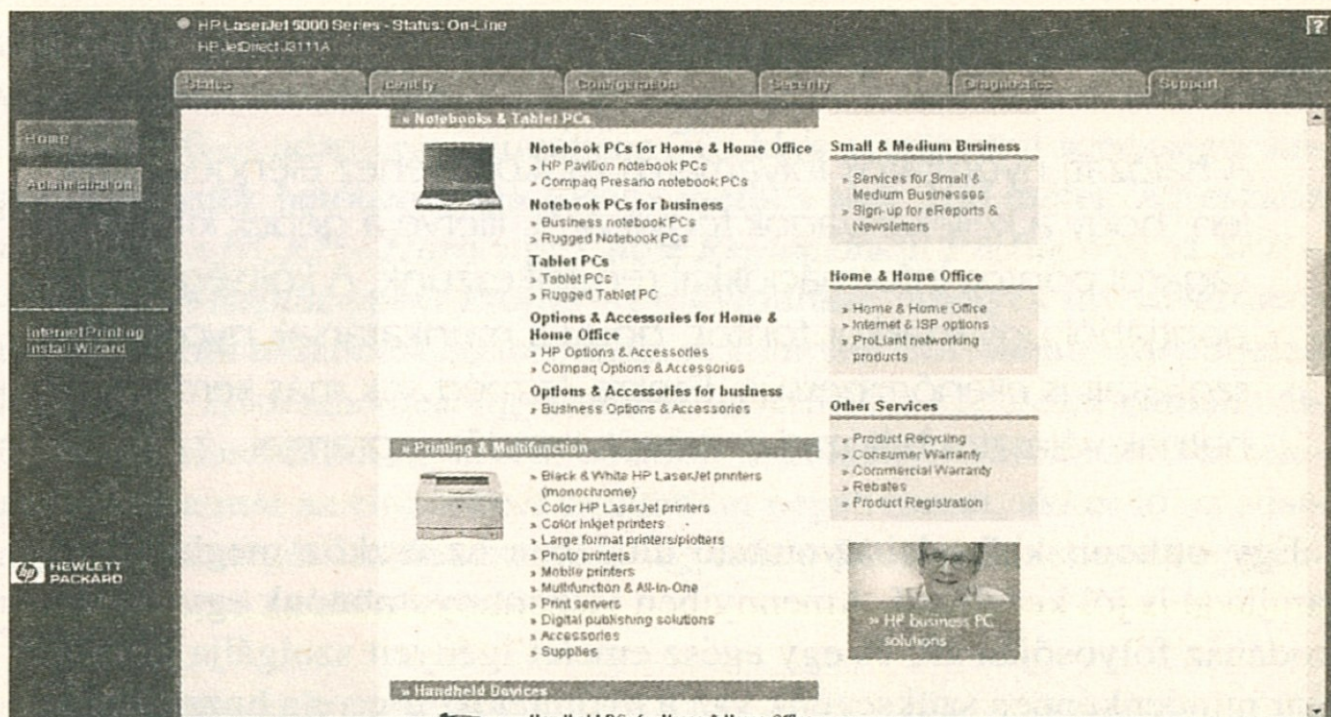 HP LaserJet 5000 Series - Status: On-Line
HP JetDirect J3111A
?
Status
Identity
Configuration
Security
Diagnostics
Support
Home
Administration
Internet Printing
Install Wizard
HEWLETT
PACKARD
» Notebooks & Tablet PCs
Notebook PCs for Home & Home Office
» HP Pavilion notebook PCs
» Compaq Presario notebook PCs
Notebook PCs for Business
» Business notebook PCs
» Rugged Notebook PCs
Tablet PCs
» Tablet PCs
» Rugged Tablet PC
Options & Accessories for Home &
Home Office
» HP Options & Accessories
» Compaq Options & Accessories
Options & Accessories for business
» Business Options & Accessories
» Printing & Multifunction
» Black & White HP LaserJet printers
(monochrome)
» Color HP LaserJet printers
» Color Inkjet printers
» Large format printers/plotters
» Photo printers
» Mobile printers
» Multifunction & All-in-One
» Print servers
» Digital publishing solutions
» Accessories
» Supplies
» Handheld Devices
Small & Medium Business
» Services for Small &
Medium Businesses
» Sign-up for eReports &
Newsletters
Home & Home Office
» Home & Home Office
» Internet & ISP options
» ProLiant networking
products
Other Services
» Product Recycling
» Consumer Warranty
» Commercial Warranty
» Rebates
» Product Registration
» HP business PC
solutions